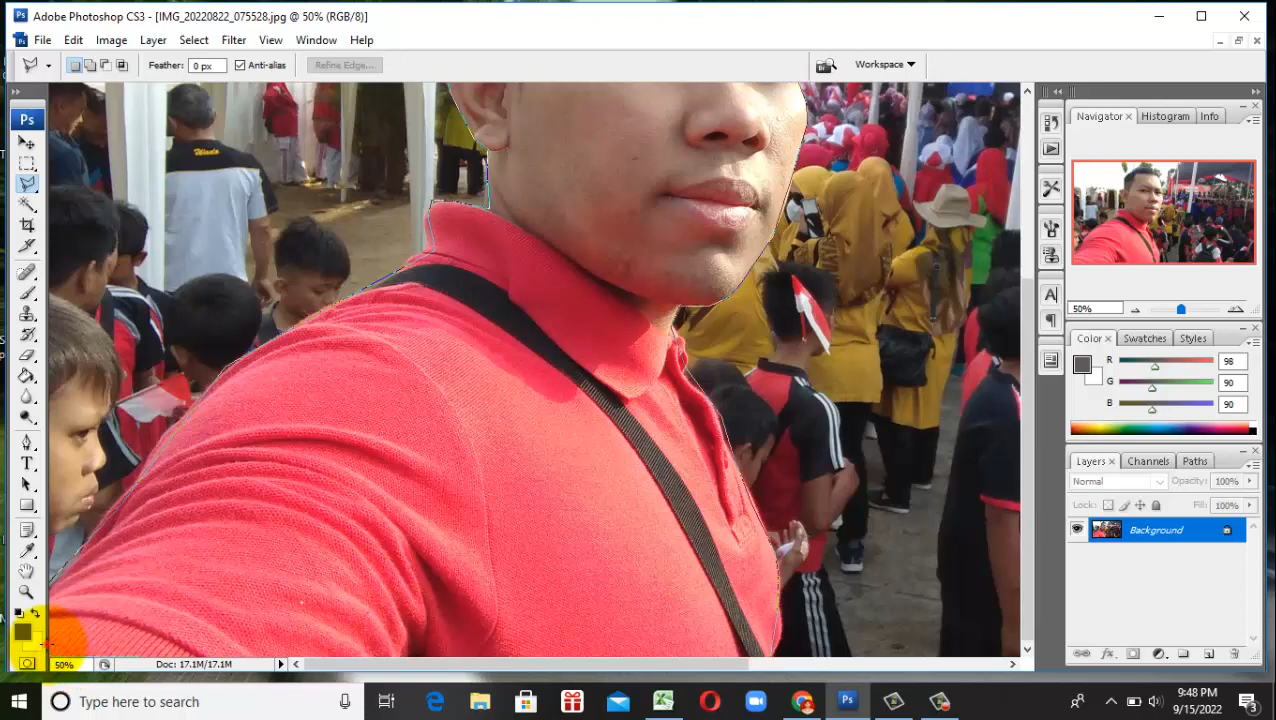 Adobe Photoshop CS3 - [IMG_20220822_075528.jpg @ 50% (RGB/8)]
File Edit Image Layer Select Filter View Window Help
Feather: 0 px Anti-alias Refine Edge... Workspace
Ps
Navigator Histogram Info
50%
Color Swatches Styles
R 98
G 90
B 90
Layers Channels Paths
Normal Opacity: 100%
Lock: Fill: 100%
Background
50% Doc: 17.1M/17.1M
Type here to search
9:48 PM
9/15/2022
3